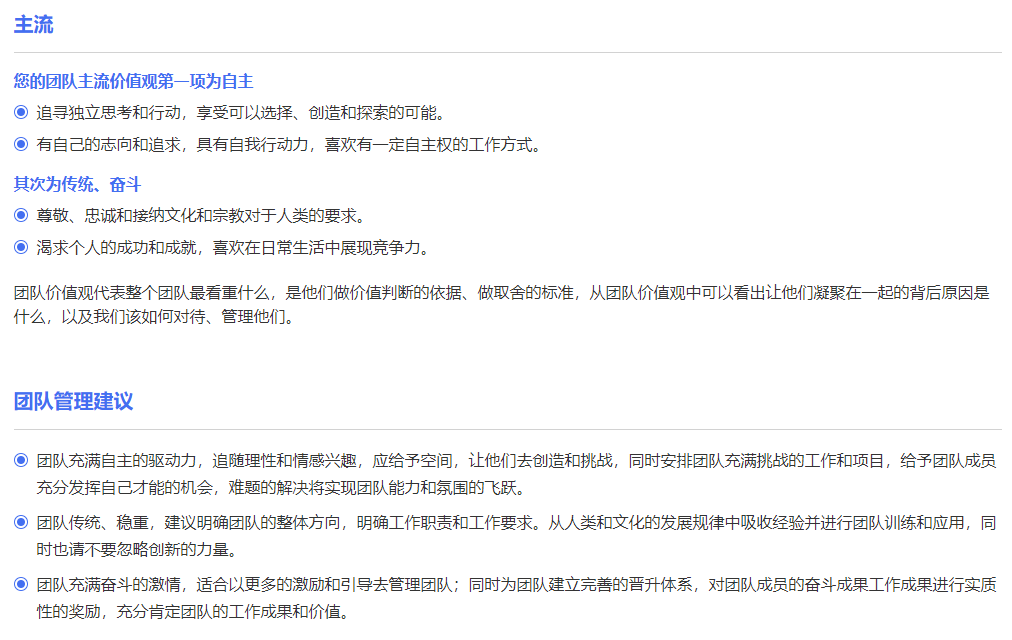 主流
您的团队主流价值观第一项为自主
追寻独立思考和行动，享受可以选择、创造和探索的可能。
有自己的志向和追求，具有自我行动力，喜欢有一定自主权的工作方式。
其次为传统、奋斗
尊敬、忠诚和接纳文化和宗教对于人类的要求。
渴求个人的成功和成就，喜欢在日常生活中展现竞争力。
团队价值观代表整个团队最看重什么，是他们做价值判断的依据、做取舍的标准，从团队价值观中可以看出让他们凝聚在一起的背后原因是
什么，以及我们该如何对待、管理他们。
团队管理建议
团队充满自主的驱动力，追随理性和情感兴趣，应给予空间，让他们去创造和挑战，同时安排团队充满挑战的工作和项目，给予团队成员
充分发挥自己才能的机会，难题的解决将实现团队能力和氛围的飞跃。
团队传统、稳重，建议明确团队的整体方向，明确工作职责和工作要求。从人类和文化的发展规律中吸收经验并进行团队训练和应用，同
时也请不要忽略创新的力量。
团队充满奋斗的激情，适合以更多的激励和引导去管理团队；同时为团队建立完善的晋升体系，对团队成员的奋斗成果工作成果进行实质
性的奖励，充分肯定团队的工作成果和价值。